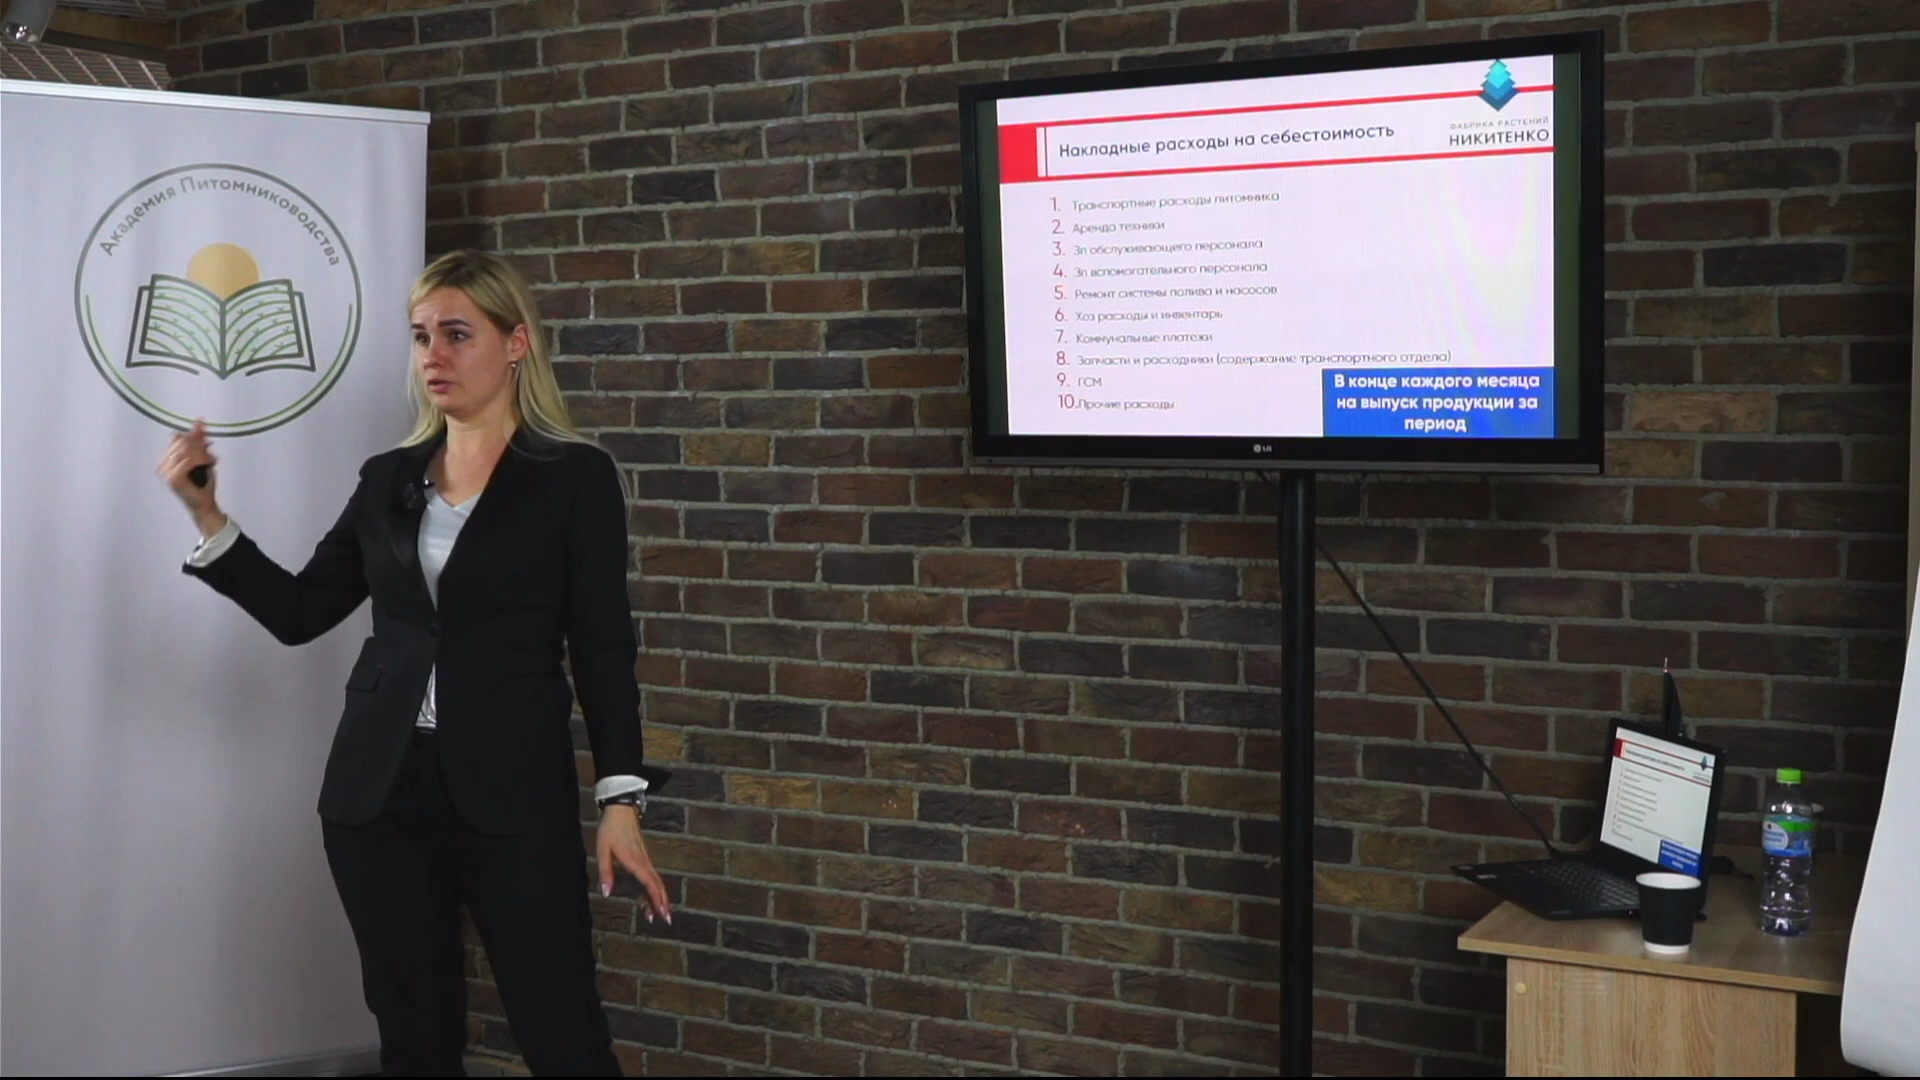 Академия Питомниководства
ФАБРИКА РАСТЕНИЙ
НИКИТЕНКО
Накладные расходы на себестоимость
1. Транспортные расходы питомника
2. Аренда техники
3. Зп обслуживающего персонала
4. Зп вспомогательного персонала
5. Ремонт системы полива и насосов
6. Хоз расходы и инвентарь
7. Коммунальные платежи
8. Запчасти и расходники (содержание транспортного отдела)
9. ГСМ
10. Прочие расходы
В конце каждого месяца
на выпуск продукции за
период
LG